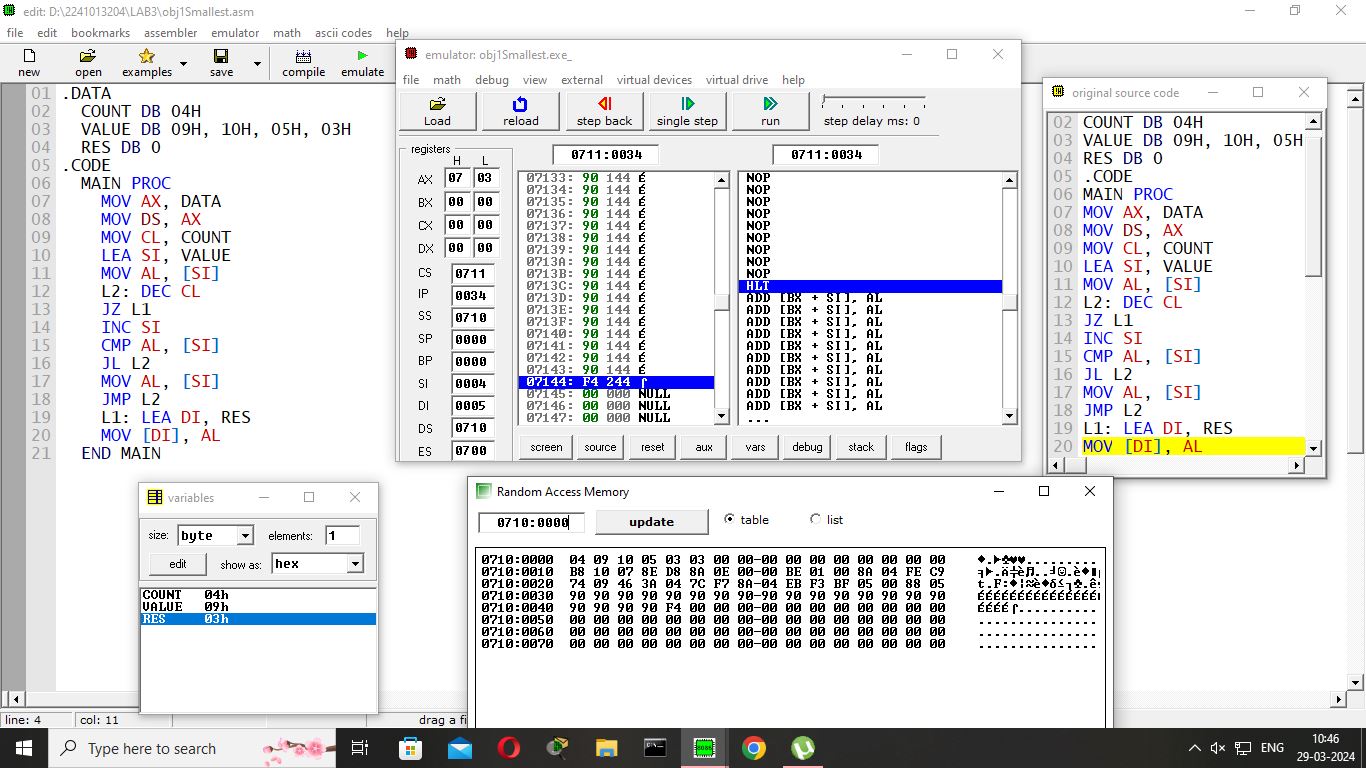 edit: D:\2241013204\LAB3\obj1Smallest.asm
file edit bookmarks assembler emulator math ascii codes help
new open examples save compile emulate
01 .DATA
02 COUNT DB 04H
03 VALUE DB 09H, 10H, 05H, 03H
04 RES DB 0
05 .CODE
06 MAIN PROC
07 MOV AX, DATA
08 MOV DS, AX
09 MOV CL, COUNT
10 LEA SI, VALUE
11 MOV AL, [SI]
12 L2: DEC CL
13 JZ L1
14 INC SI
15 CMP AL, [SI]
16 JL L2
17 MOV AL, [SI]
18 JMP L2
19 L1: LEA DI, RES
20 MOV [DI], AL
21 END MAIN
emulator: obj1Smallest.exe_
file math debug view external virtual devices virtual drive help
Load reload step back single step run step delay ms: 0
registers
H L
AX 07 03
BX 00 00
CX 00 00
DX 00 00
CS 0711
IP 0034
SS 0710
SP 0000
BP 0000
SI 0004
DI 0005
DS 0710
ES 0700
0711:0034
07133: 90 144 É
07134: 90 144 É
07135: 90 144 É
07136: 90 144 É
07137: 90 144 É
07138: 90 144 É
07139: 90 144 É
0713A: 90 144 É
0713B: 90 144 É
0713C: 90 144 É
0713D: 90 144 É
0713E: 90 144 É
0713F: 90 144 É
07140: 90 144 É
07141: 90 144 É
07142: 90 144 É
07143: 90 144 É
07144: F4 244 ⌠
07145: 00 000 NULL
07146: 00 000 NULL
07147: 00 000 NULL
0711:0034
NOP
NOP
NOP
NOP
NOP
NOP
NOP
NOP
NOP
HLT
ADD [BX + SI], AL
ADD [BX + SI], AL
ADD [BX + SI], AL
ADD [BX + SI], AL
ADD [BX + SI], AL
ADD [BX + SI], AL
ADD [BX + SI], AL
ADD [BX + SI], AL
ADD [BX + SI], AL
ADD [BX + SI], AL
...
screen source reset aux vars debug stack flags
original source code
02 COUNT DB 04H
03 VALUE DB 09H, 10H, 05H
04 RES DB 0
05 .CODE
06 MAIN PROC
07 MOV AX, DATA
08 MOV DS, AX
09 MOV CL, COUNT
10 LEA SI, VALUE
11 MOV AL, [SI]
12 L2: DEC CL
13 JZ L1
14 INC SI
15 CMP AL, [SI]
16 JL L2
17 MOV AL, [SI]
18 JMP L2
19 L1: LEA DI, RES
20 MOV [DI], AL
variables
size: byte elements: 1
edit show as: hex
COUNT 04h
VALUE 09h
RES 03h
Random Access Memory
0710:0000 update table list
0710:0000 04 09 10 05 03 03 00 00-00 00 00 00 00 00 00 00
0710:0010 B8 10 07 8E D8 8A 0E 00-00 BE 01 00 8A 04 FE C9
0710:0020 74 09 46 3A 04 7C F7 8A-04 EB F3 BF 05 00 88 05
0710:0030 90 90 90 90 90 90 90 90-90 90 90 90 90 90 90 90
0710:0040 90 90 90 90 F4 00 00 00-00 00 00 00 00 00 00 00
0710:0050 00 00 00 00 00 00 00 00-00 00 00 00 00 00 00 00
0710:0060 00 00 00 00 00 00 00 00-00 00 00 00 00 00 00 00
0710:0070 00 00 00 00 00 00 00 00-00 00 00 00 00 00 00 00
line: 4 col: 11 drag a fi
Type here to search
ENG
10:46
29-03-2024